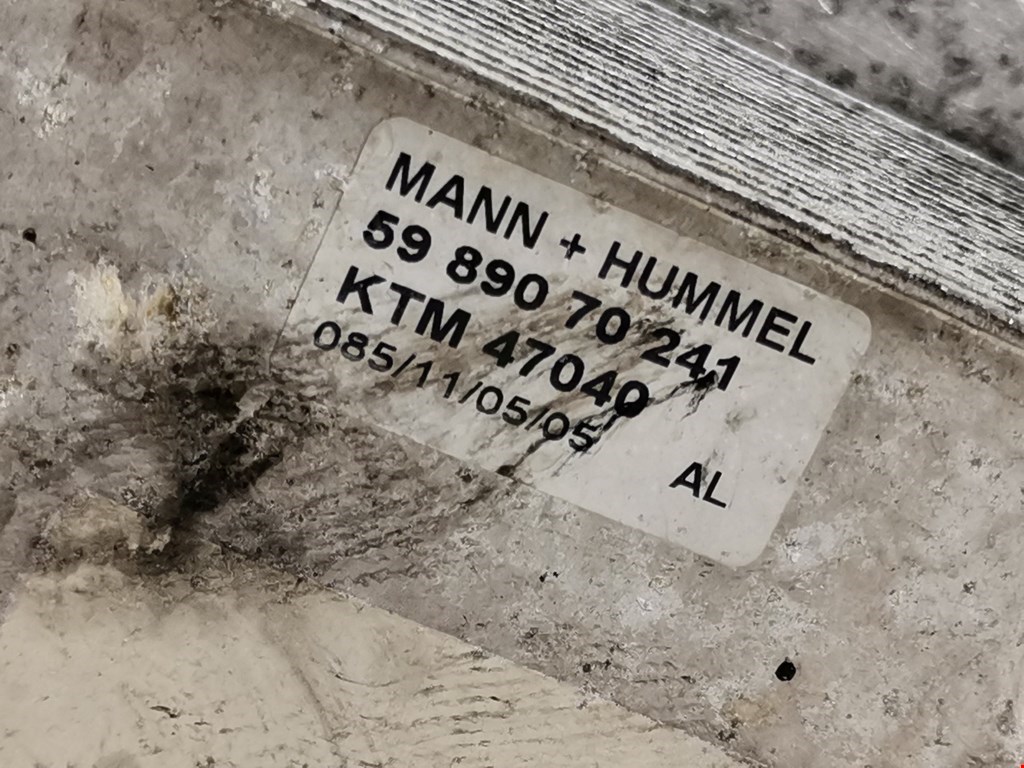 MANN + HUMMEL
59 890 70 241
KTM 47040
085/11/05/05
AL